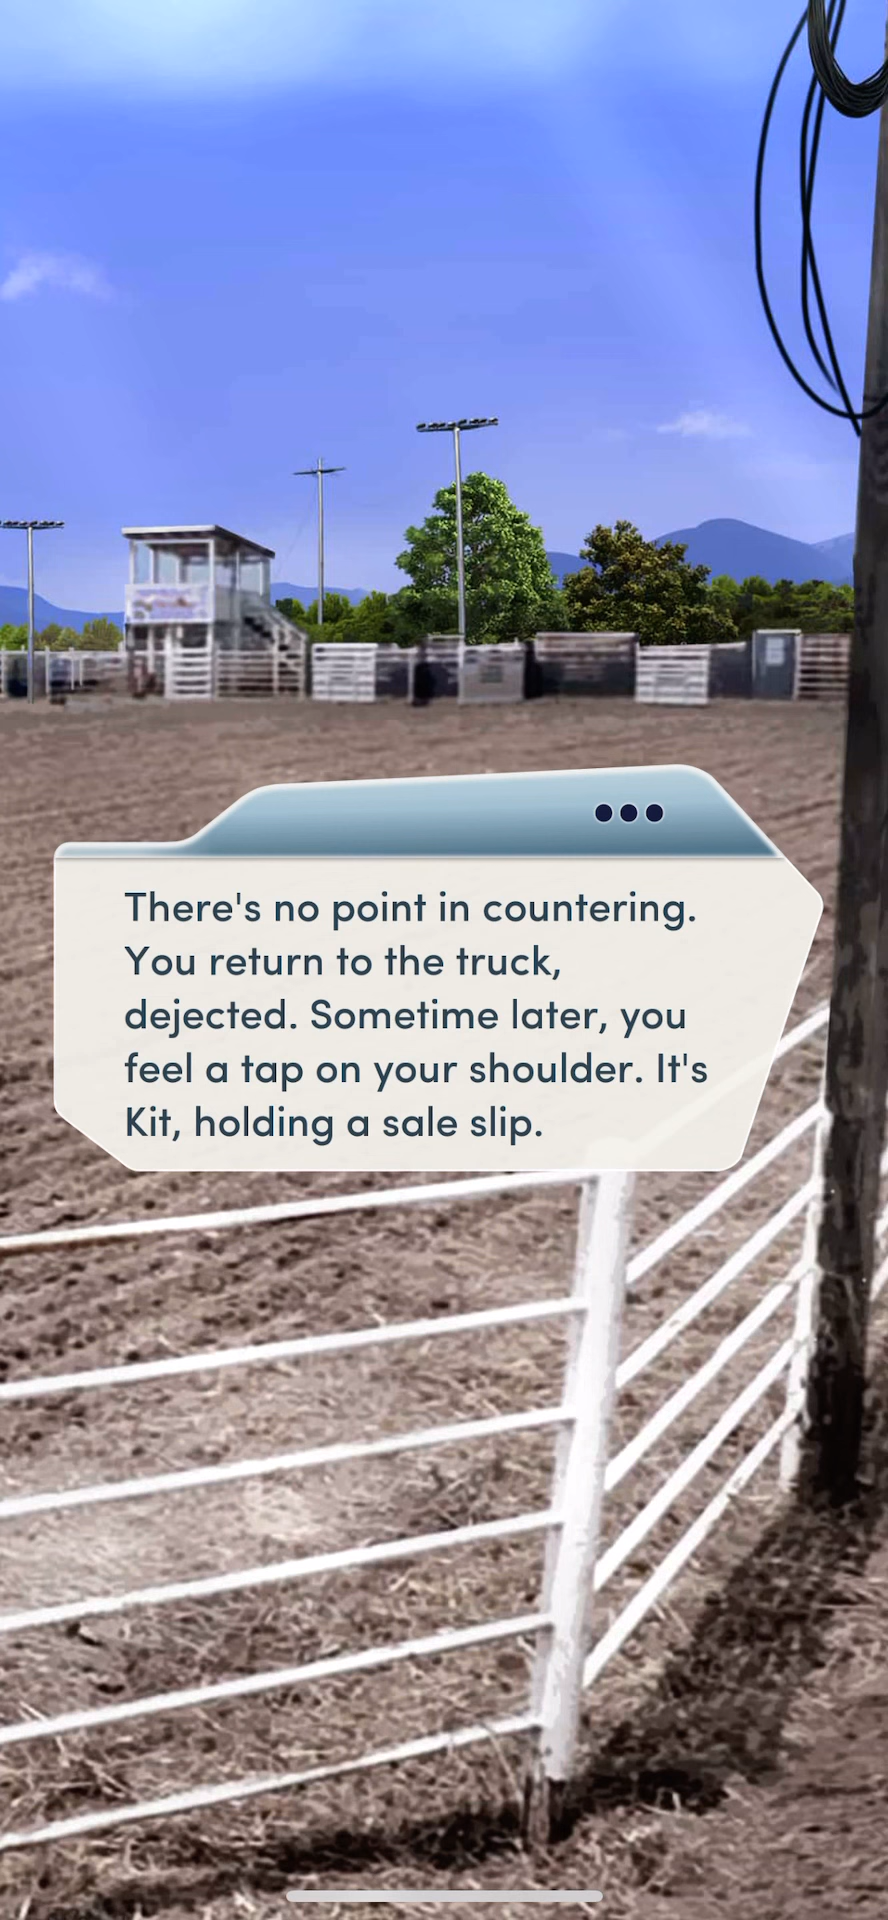 There's no point in countering.
You return to the truck,
dejected. Sometime later, you
feel a tap on your shoulder. It's
Kit, holding a sale slip.